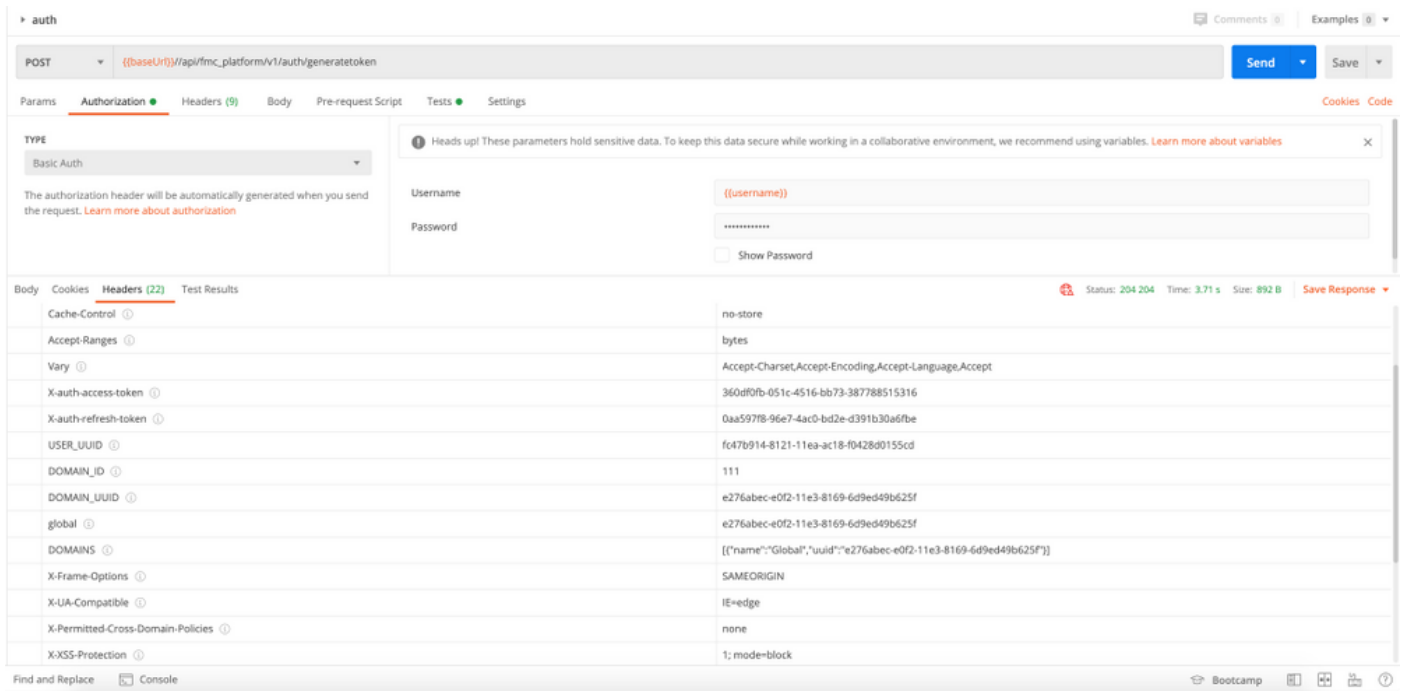 auth
Comments 0 Examples 0
POST {{baseUrl}}//api/fmc_platform/v1/auth/generatetoken Send Save
Params Authorization Headers (9) Body Pre-request Script Tests Settings Cookies Code
TYPE
Basic Auth
The authorization header will be automatically generated when you send
the request. Learn more about authorization
Heads up! These parameters hold sensitive data. To keep this data secure while working in a collaborative environment, we recommend using variables. Learn more about variables
Username {{username}}
Password ••••••••••••
Show Password
Body Cookies Headers (22) Test Results Status: 204 204 Time: 3.71 s Size: 892 B Save Response
Cache-Control no-store
Accept-Ranges bytes
Vary Accept-Charset,Accept-Encoding,Accept-Language,Accept
X-auth-access-token 360df0fb-051c-4516-bb73-387788515316
X-auth-refresh-token 0aa597f8-96e7-4ac0-bd2e-d391b30a6fbe
USER_UUID fc47b914-8121-11ea-ac18-f0428d0155cd
DOMAIN_ID 111
DOMAIN_UUID e276abec-e0f2-11e3-8169-6d9ed49b625f
global e276abec-e0f2-11e3-8169-6d9ed49b625f
DOMAINS [{"name":"Global","uuid":"e276abec-e0f2-11e3-8169-6d9ed49b625f"}]
X-Frame-Options SAMEORIGIN
X-UA-Compatible IE=edge
X-Permitted-Cross-Domain-Policies none
X-XSS-Protection 1; mode=block
Find and Replace Console Bootcamp